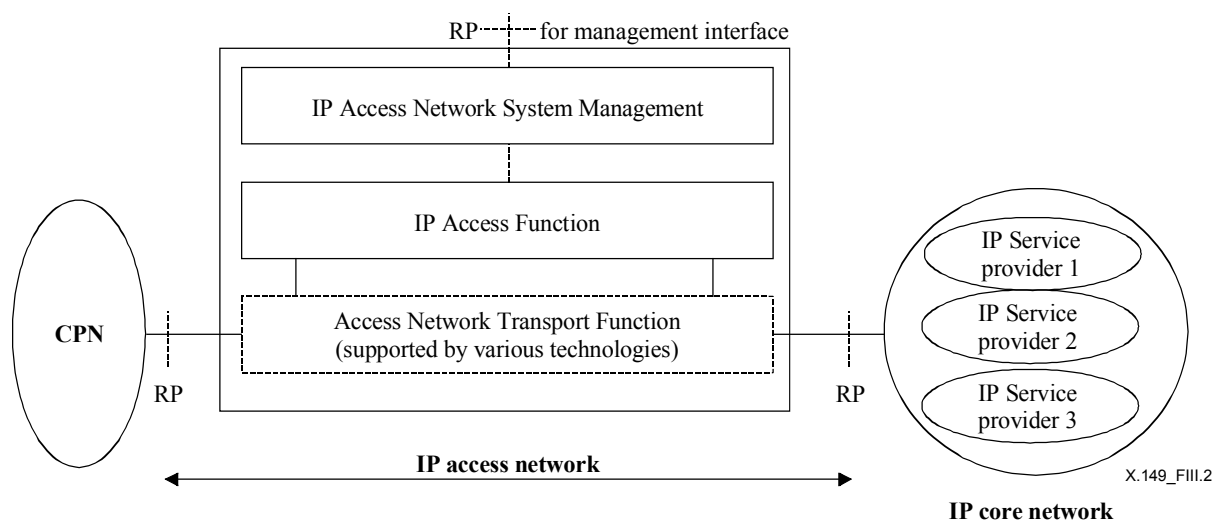 RP
for management interface
IP Access Network System Management
IP Access Function
Access Network Transport Function
(supported by various technologies)
CPN
RP
RP
IP Service
provider 1
IP Service
provider 2
IP Service
provider 3
IP access network
X.149_FIII.2
IP core network